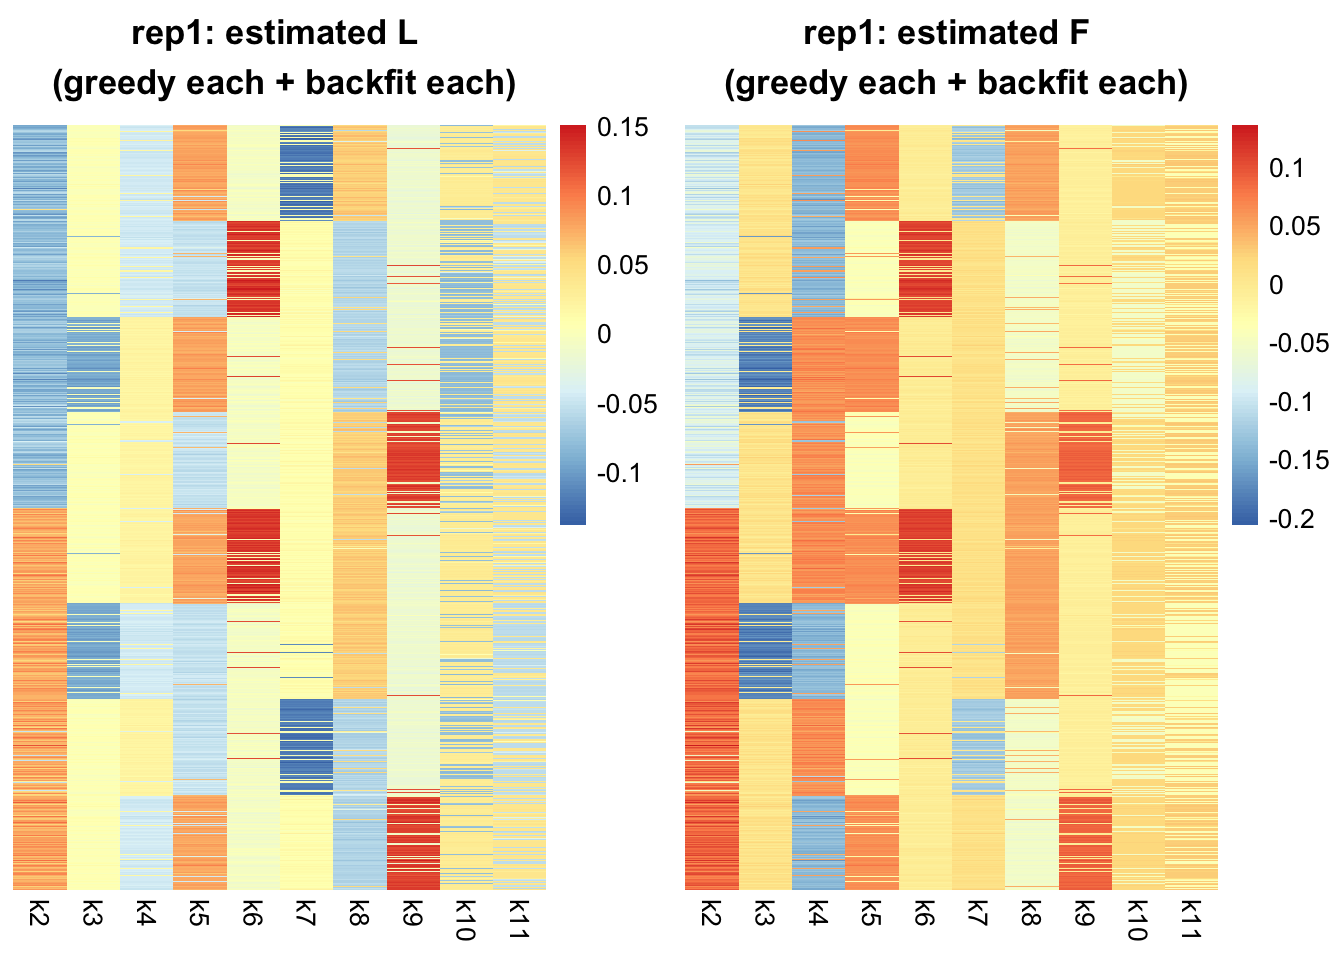 rep1: estimated L
(greedy each + backfit each)
0.15
0.1
0.05
0
-0.05
-0.1
k2
k3
k4
k5
k6
k7
k8
k9
k10
k11
rep1: estimated F
(greedy each + backfit each)
0.1
0.05
0
-0.05
-0.1
-0.15
-0.2
k2
k3
k4
k5
k6
k7
k8
k9
k10
k11